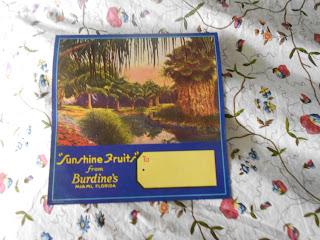 "Sunshine Fruits"
from
Burdine's
MIAMI, FLORIDA
To